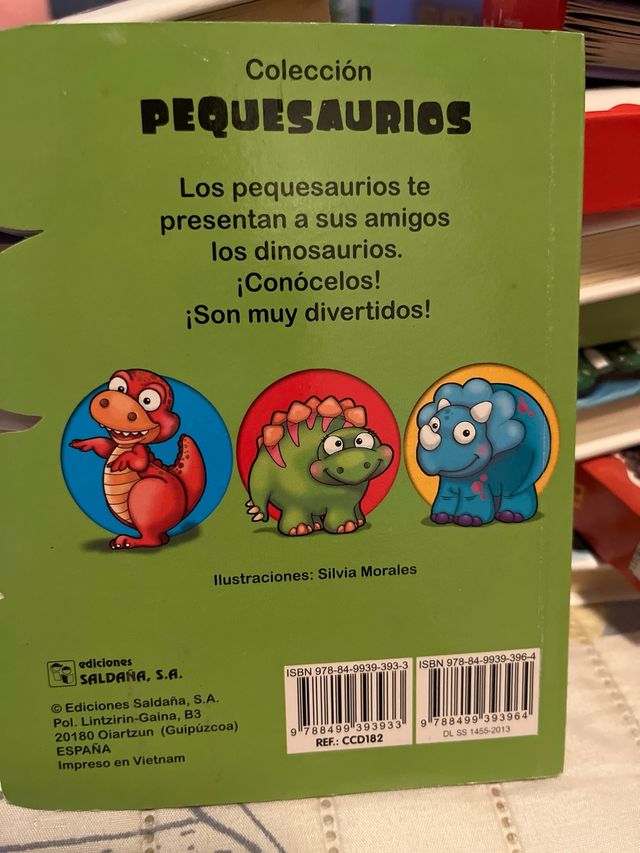 Colección
PEQUESAURIOS
Los pequesaurios te
presentan a sus amigos
los dinosaurios.
¡Conócelos!
¡Son muy divertidos!
Ilustraciones: Silvia Morales
ediciones
SALDAÑA, S.A.
© Ediciones Saldaña, S.A.
Pol. Lintzirin-Gaina, B3
20180 Oiartzun (Guipúzcoa)
ESPAÑA
Impreso en Vietnam
ISBN 978-84-9939-393-3
9 788499 393933
REF.: CCD182
ISBN 978-84-9939-396-4
9 788499 393964
DL SS 1455-2013